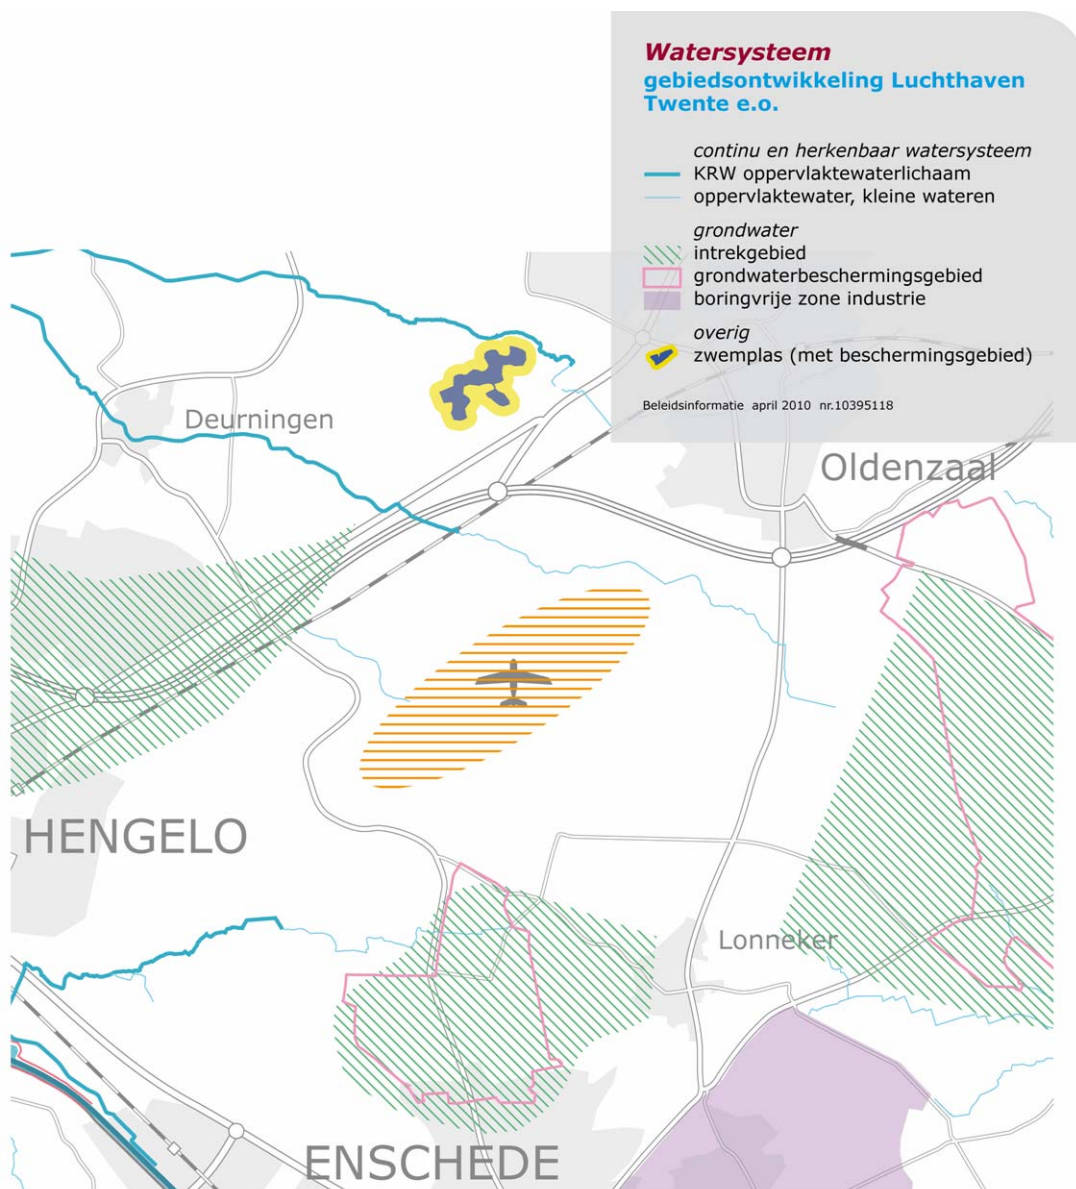 Watersysteem
gebiedsontwikkeling Luchthaven
Twente e.o.
continu en herkenbaar watersysteem
KRW oppervlaktewaterlichaam
oppervlaktewater, kleine wateren
grondwater
intrekgebied
grondwaterbeschermingsgebied
boringvrije zone industrie
overig
zwemplas (met beschermingsgebied)
Beleidsinformatie april 2010 nr.10395118
Deurningen
Oldenzaal
HENGELO
Lonneker
ENSCHEDE